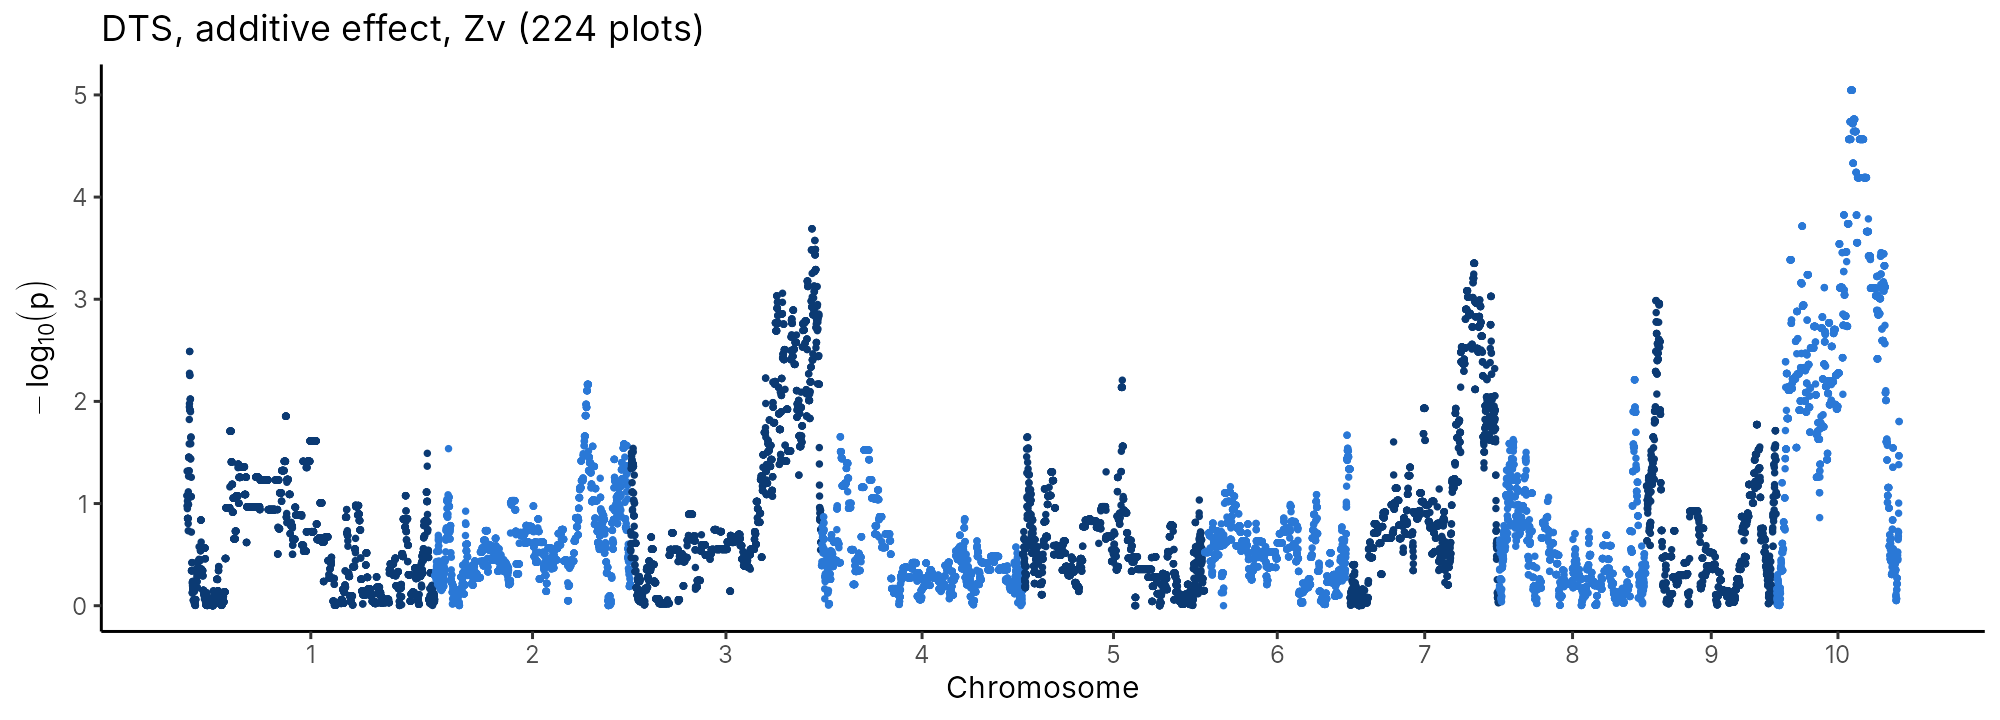 DTS, additive effect, Zv (224 plots)
5
4
3
2
1
0
− log10(p)
1 2 3 4 5 6 7 8 9 10
Chromosome